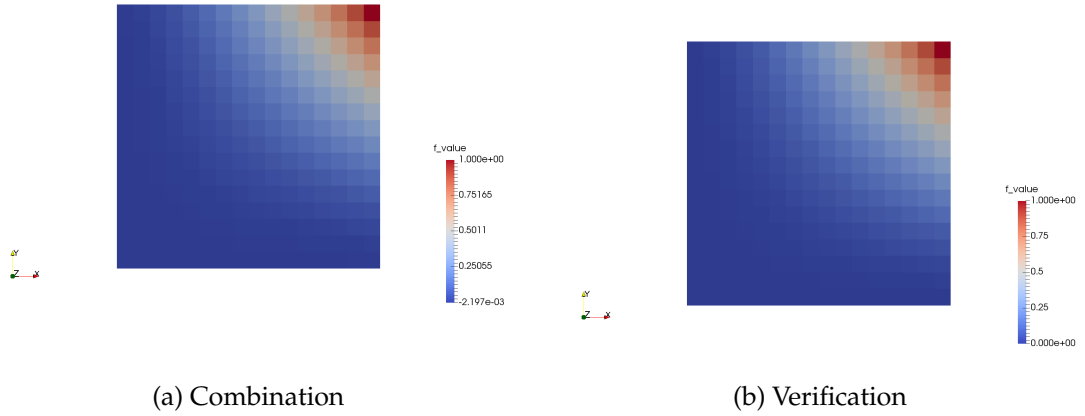 f_value
1.000e+00
0.75165
0.5011
0.25055
-2.197e-03
Y
Z
X
(a) Combination
f_value
1.000e+00
0.75
0.5
0.25
0.000e+00
Y
Z
X
(b) Verification